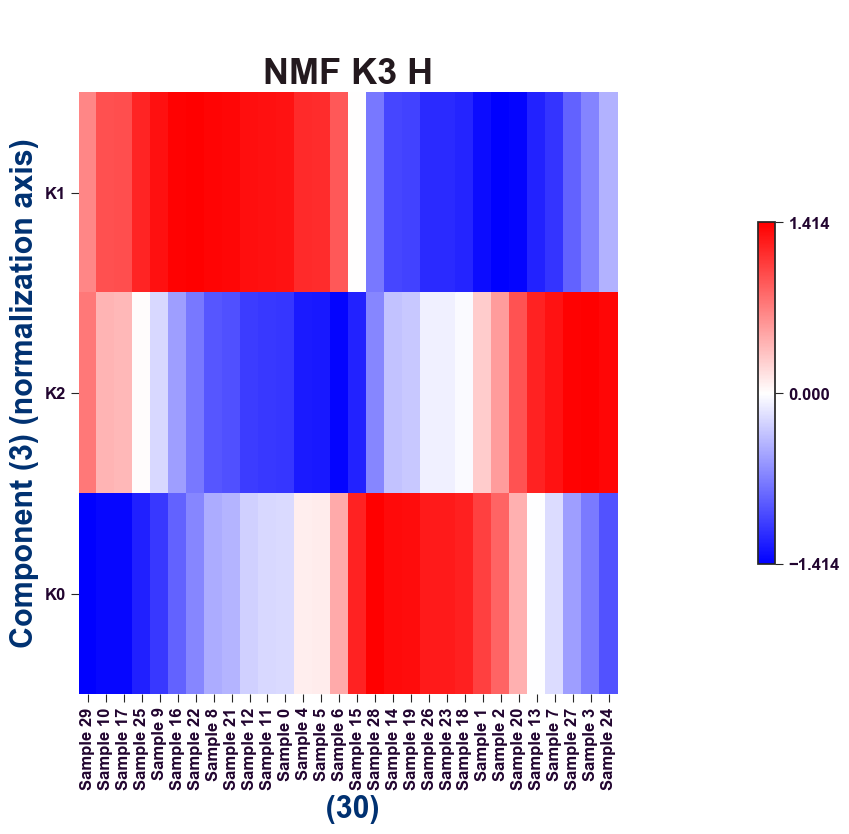 NMF K3 H
Component (3) (normalization axis)
K1
K2
K0
1.414
0.000
−1.414
Sample 29
Sample 10
Sample 17
Sample 25
Sample 9
Sample 16
Sample 22
Sample 8
Sample 21
Sample 12
Sample 11
Sample 0
Sample 4
Sample 5
Sample 6
Sample 15
Sample 28
Sample 14
Sample 19
Sample 26
Sample 23
Sample 18
Sample 1
Sample 2
Sample 20
Sample 13
Sample 7
Sample 27
Sample 3
Sample 24
(30)